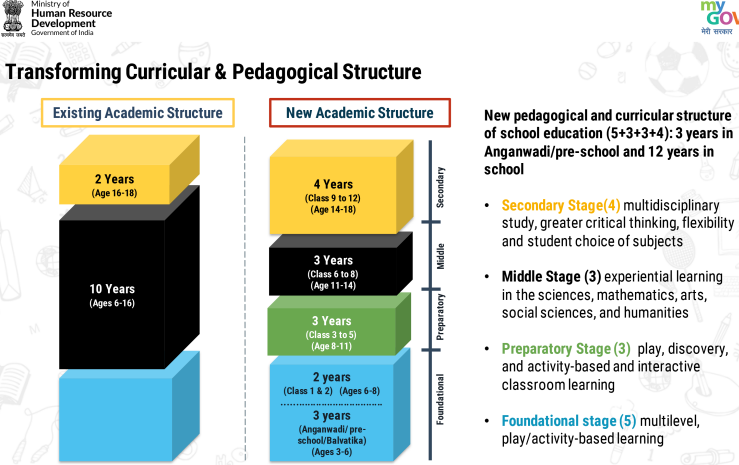 Ministry of
Human Resource
Development
Government of India
सत्यमेव जयते
my
GOV
मेरी सरकार
Transforming Curricular & Pedagogical Structure
Existing Academic Structure
2 Years
(Age 16-18)
10 Years
(Ages 6-16)
New Academic Structure
4 Years
(Class 9 to 12)
(Age 14-18)
Secondary
3 Years
(Class 6 to 8)
(Age 11-14)
Middle
3 Years
(Class 3 to 5)
(Age 8-11)
Preparatory
2 years
(Class 1 & 2) (Ages 6-8)
3 years
(Anganwadi/ pre-
school/Balvatika)
(Ages 3-6)
Foundational
New pedagogical and curricular structure
of school education (5+3+3+4): 3 years in
Anganwadi/pre-school and 12 years in
school
• Secondary Stage(4) multidisciplinary
study, greater critical thinking, flexibility
and student choice of subjects
• Middle Stage (3) experiential learning
in the sciences, mathematics, arts,
social sciences, and humanities
• Preparatory Stage (3) play, discovery,
and activity-based and interactive
classroom learning
• Foundational stage (5) multilevel,
play/activity-based learning